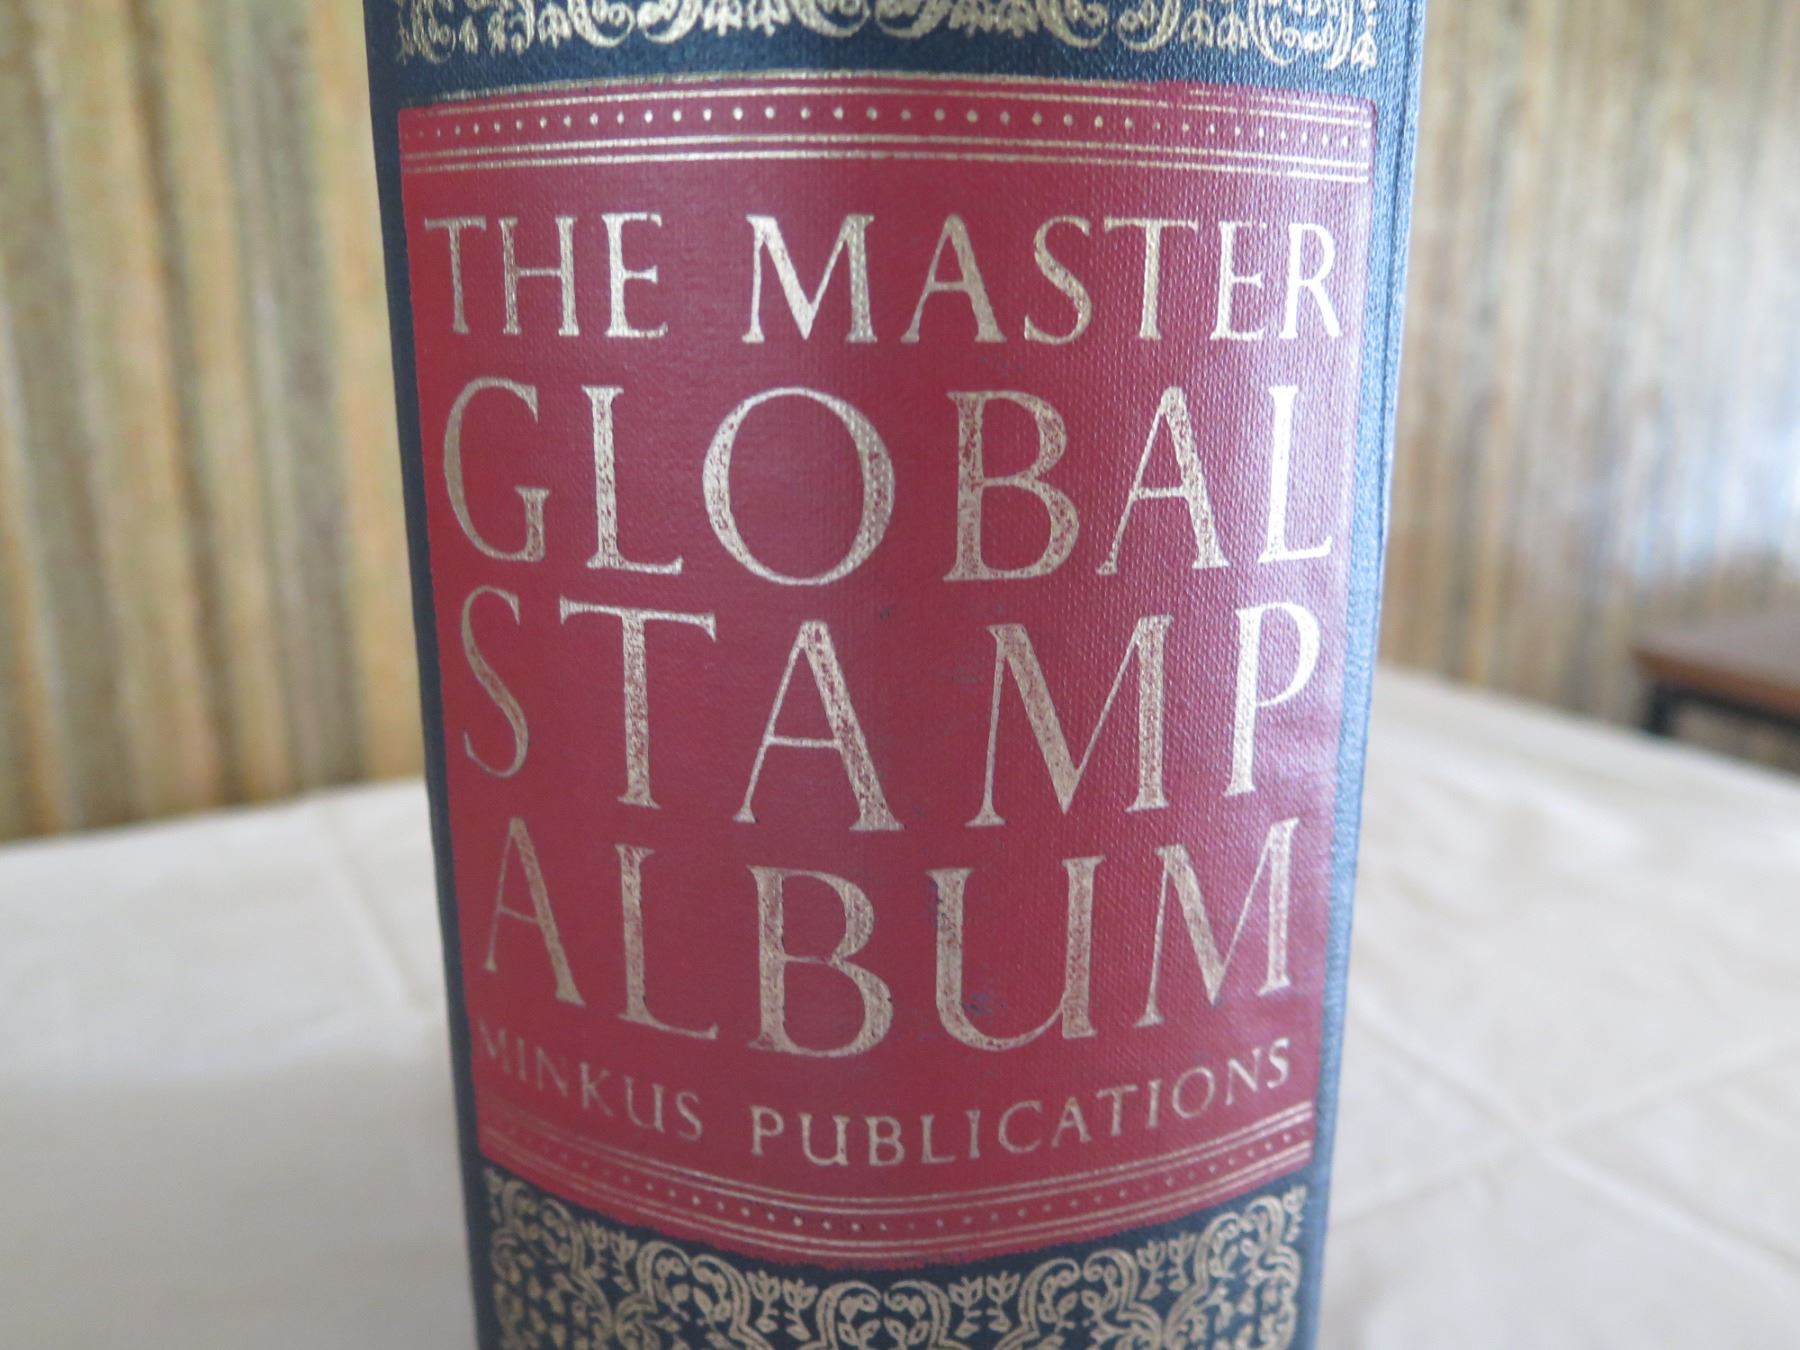 THE MASTER
GLOBAL
STAMP
ALBUM
MINKUS PUBLICATIONS